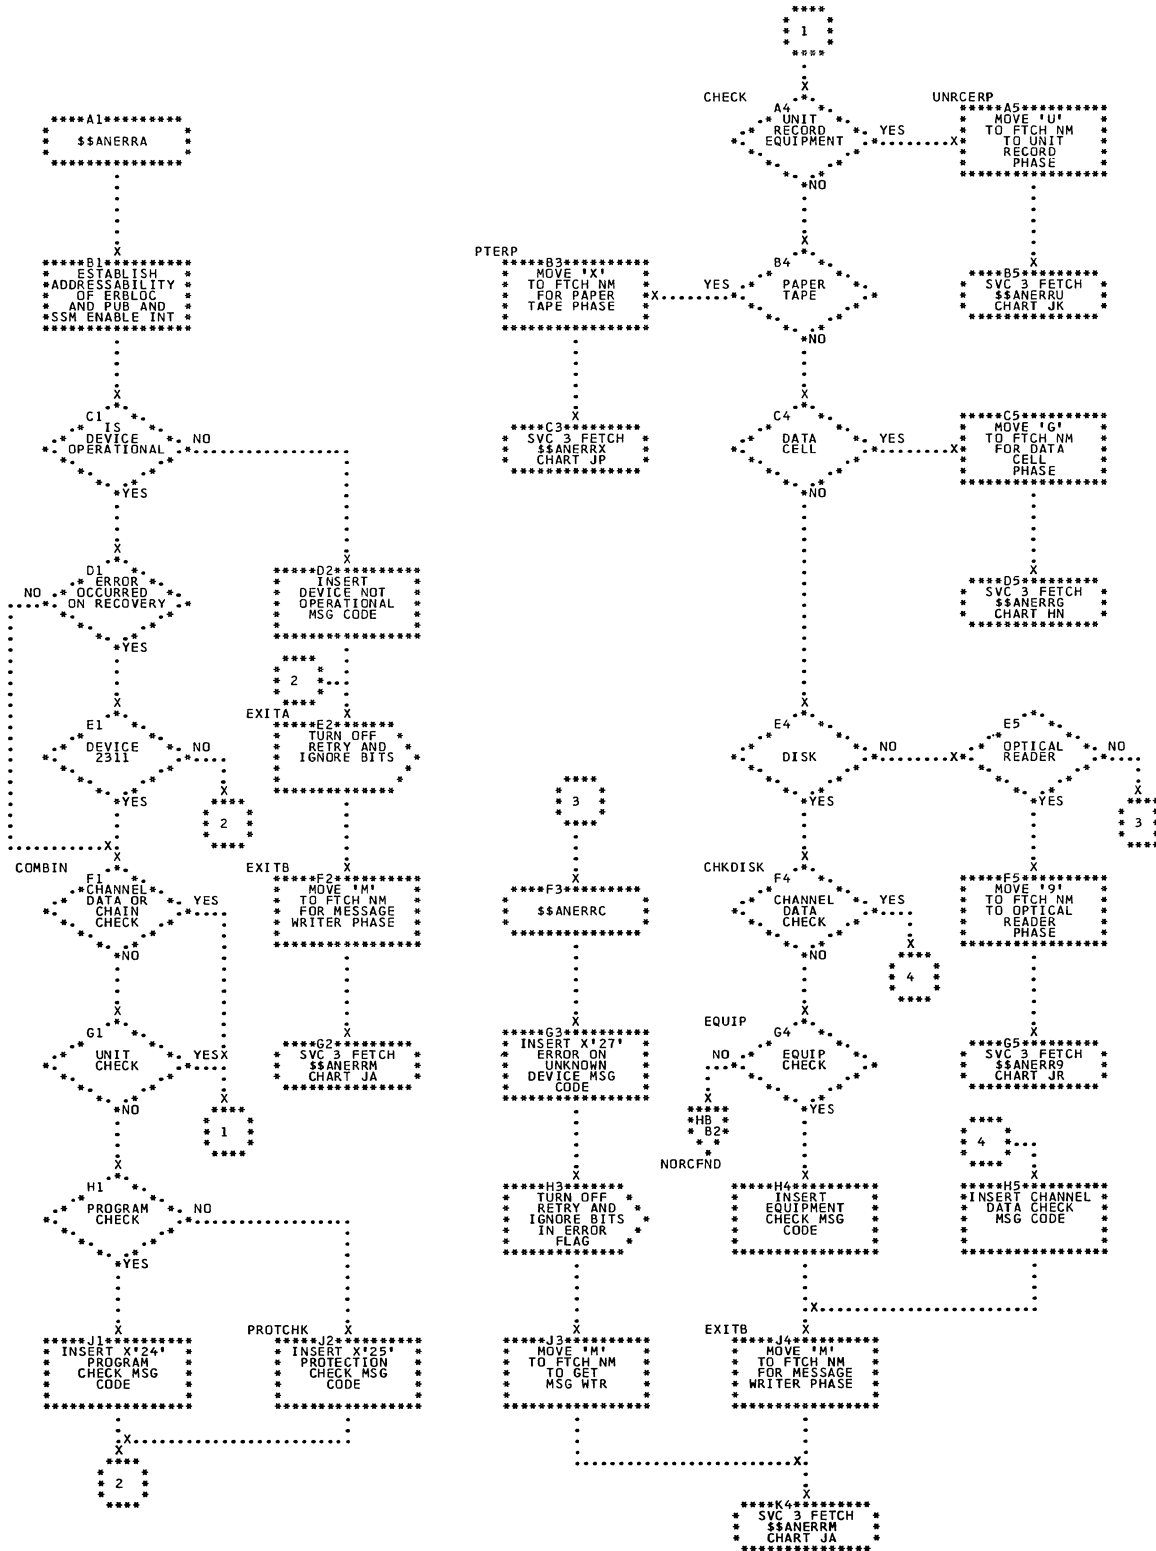 1
CHECK
A4
UNIT
RECORD
EQUIPMENT
YES
NO
UNRCERP
A5
MOVE 'U'
TO FTCH NM
TO UNIT
RECORD
PHASE
A1
$$ANERRA
B1
ESTABLISH
ADDRESSABILITY
OF ERBLOC
AND PUB AND
SSM ENABLE INT
PTERP
B3
MOVE 'X'
TO FTCH NM
FOR PAPER
TAPE PHASE
YES
B4
PAPER
TAPE
NO
B5
SVC 3 FETCH
$$ANERRU
CHART JK
C1
IS
DEVICE
OPERATIONAL
NO
YES
C3
SVC 3 FETCH
$$ANERRX
CHART JP
C4
DATA
CELL
YES
NO
C5
MOVE 'G'
TO FTCH NM
FOR DATA
CELL
PHASE
D1
ERROR
OCCURRED
ON RECOVERY
NO
YES
D2
INSERT
DEVICE NOT
OPERATIONAL
MSG CODE
D5
SVC 3 FETCH
$$ANERRG
CHART HN
2
EXITA
E1
DEVICE
2311
NO
YES
2
E2
TURN OFF
RETRY AND
IGNORE BITS
E4
DISK
NO
YES
E5
OPTICAL
READER
NO
YES
3
3
COMBIN
F1
CHANNEL
DATA OR
CHAIN
CHECK
YES
NO
EXITB
F2
MOVE 'M'
TO FTCH NM
FOR MESSAGE
WRITER PHASE
F3
$$ANERRC
CHKDISK
F4
CHANNEL
DATA
CHECK
YES
NO
4
F5
MOVE '9'
TO FTCH NM
TO OPTICAL
READER
PHASE
G1
UNIT
CHECK
YES
NO
1
G2
SVC 3 FETCH
$$ANERRM
CHART JA
G3
INSERT X'27'
ERROR ON
UNKNOWN
DEVICE MSG
CODE
EQUIP
G4
EQUIP
CHECK
NO
YES
HB
B2
NORCFND
G5
SVC 3 FETCH
$$ANERR9
CHART JR
4
H1
PROGRAM
CHECK
NO
YES
H3
TURN OFF
RETRY AND
IGNORE BITS
IN ERROR
FLAG
H4
INSERT
EQUIPMENT
CHECK MSG
CODE
H5
INSERT CHANNEL
DATA CHECK
MSG CODE
J1
INSERT X'24'
PROGRAM
CHECK MSG
CODE
PROTCHK
J2
INSERT X'25'
PROTECTION
CHECK MSG
CODE
J3
MOVE 'M'
TO FTCH NM
TO GET
MSG WTR
EXITB
J4
MOVE 'M'
TO FTCH NM
FOR MESSAGE
WRITER PHASE
2
K4
SVC 3 FETCH
$$ANERRM
CHART JA